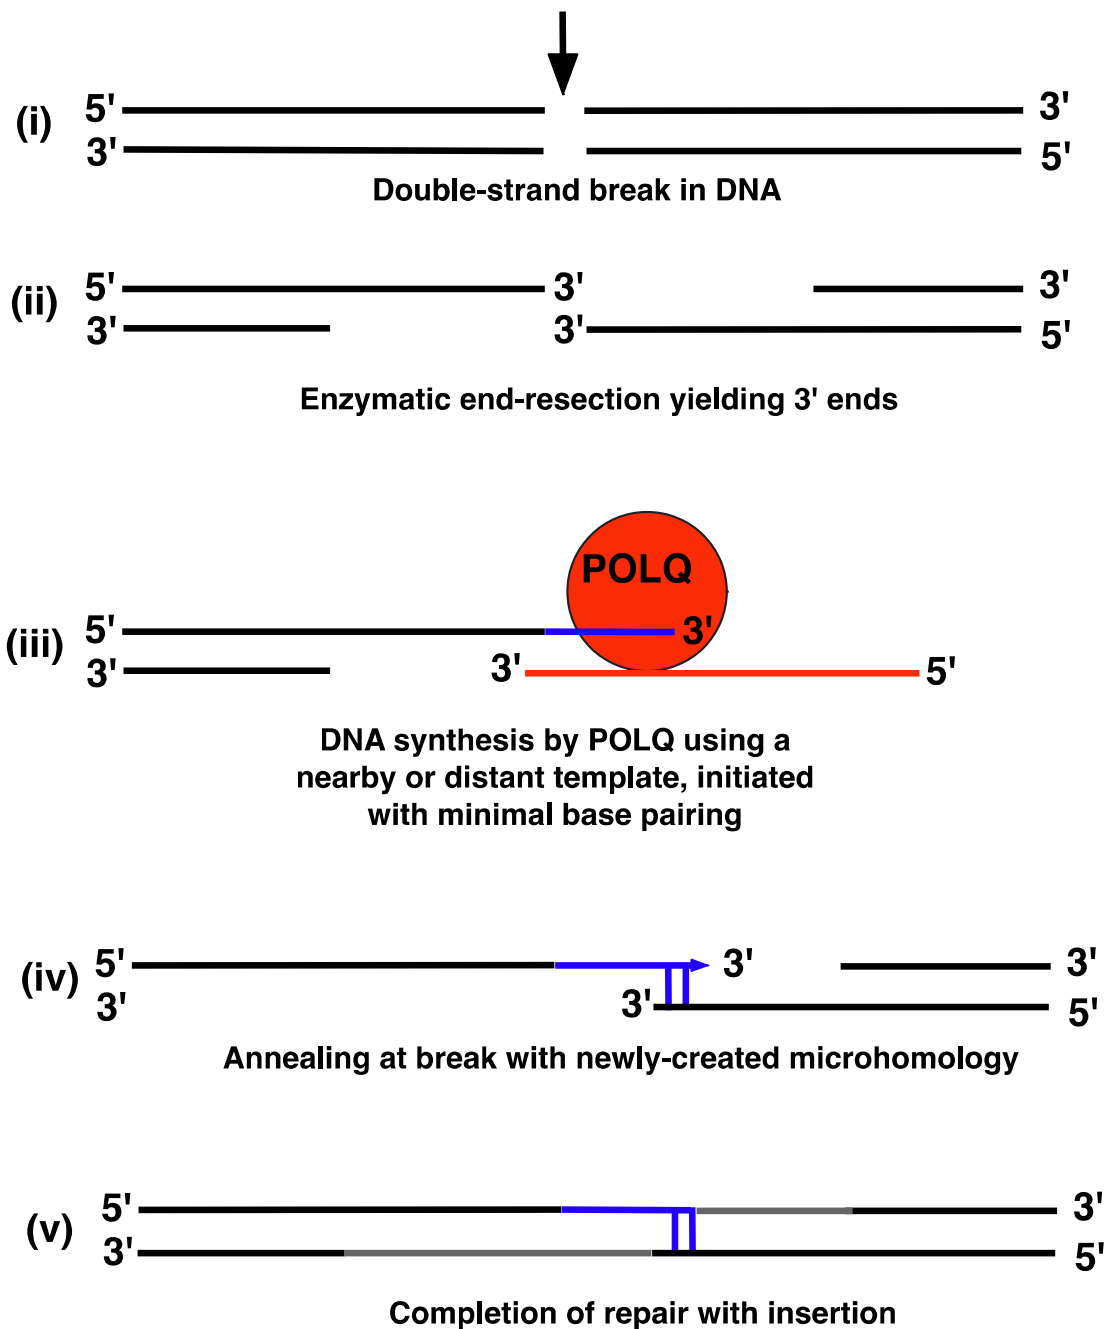 (i) 5' 3'
3' 5'
Double-strand break in DNA
(ii) 5' 3' 3'
3' 3' 5'
Enzymatic end-resection yielding 3' ends
POLQ
(iii) 5' 3'
3' 3' 5'
DNA synthesis by POLQ using a
nearby or distant template, initiated
with minimal base pairing
(iv) 5' 3' 3'
3' 3' 5'
Annealing at break with newly-created microhomology
(v) 5' 3'
3' 5'
Completion of repair with insertion